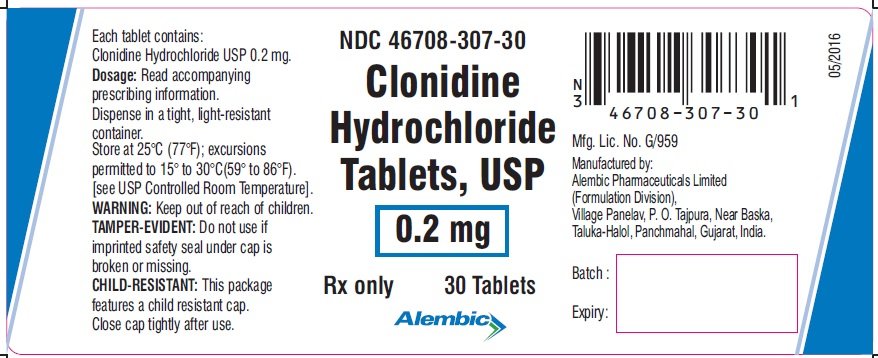 Each tablet contains:
Clonidine Hydrochloride USP 0.2 mg.
Dosage: Read accompanying
prescribing information.
Dispense in a tight, light-resistant
container.
Store at 25°C (77°F); excursions
permitted to 15° to 30°C(59° to 86°F).
[see USP Controlled Room Temperature].
WARNING: Keep out of reach of children.
TAMPER-EVIDENT: Do not use if
imprinted safety seal under cap is
broken or missing.
CHILD-RESISTANT: This package
features a child resistant cap.
Close cap tightly after use.
NDC 46708-307-30
Clonidine
Hydrochloride
Tablets, USP
0.2 mg
Rx only 30 Tablets
Alembic
N
3 46708-307-30 1
05/2016
Mfg. Lic. No. G/959
Manufactured by:
Alembic Pharmaceuticals Limited
(Formulation Division),
Village Panelav, P. O. Tajpura, Near Baska,
Taluka-Halol, Panchmahal, Gujarat, India.
Batch :
Expiry: